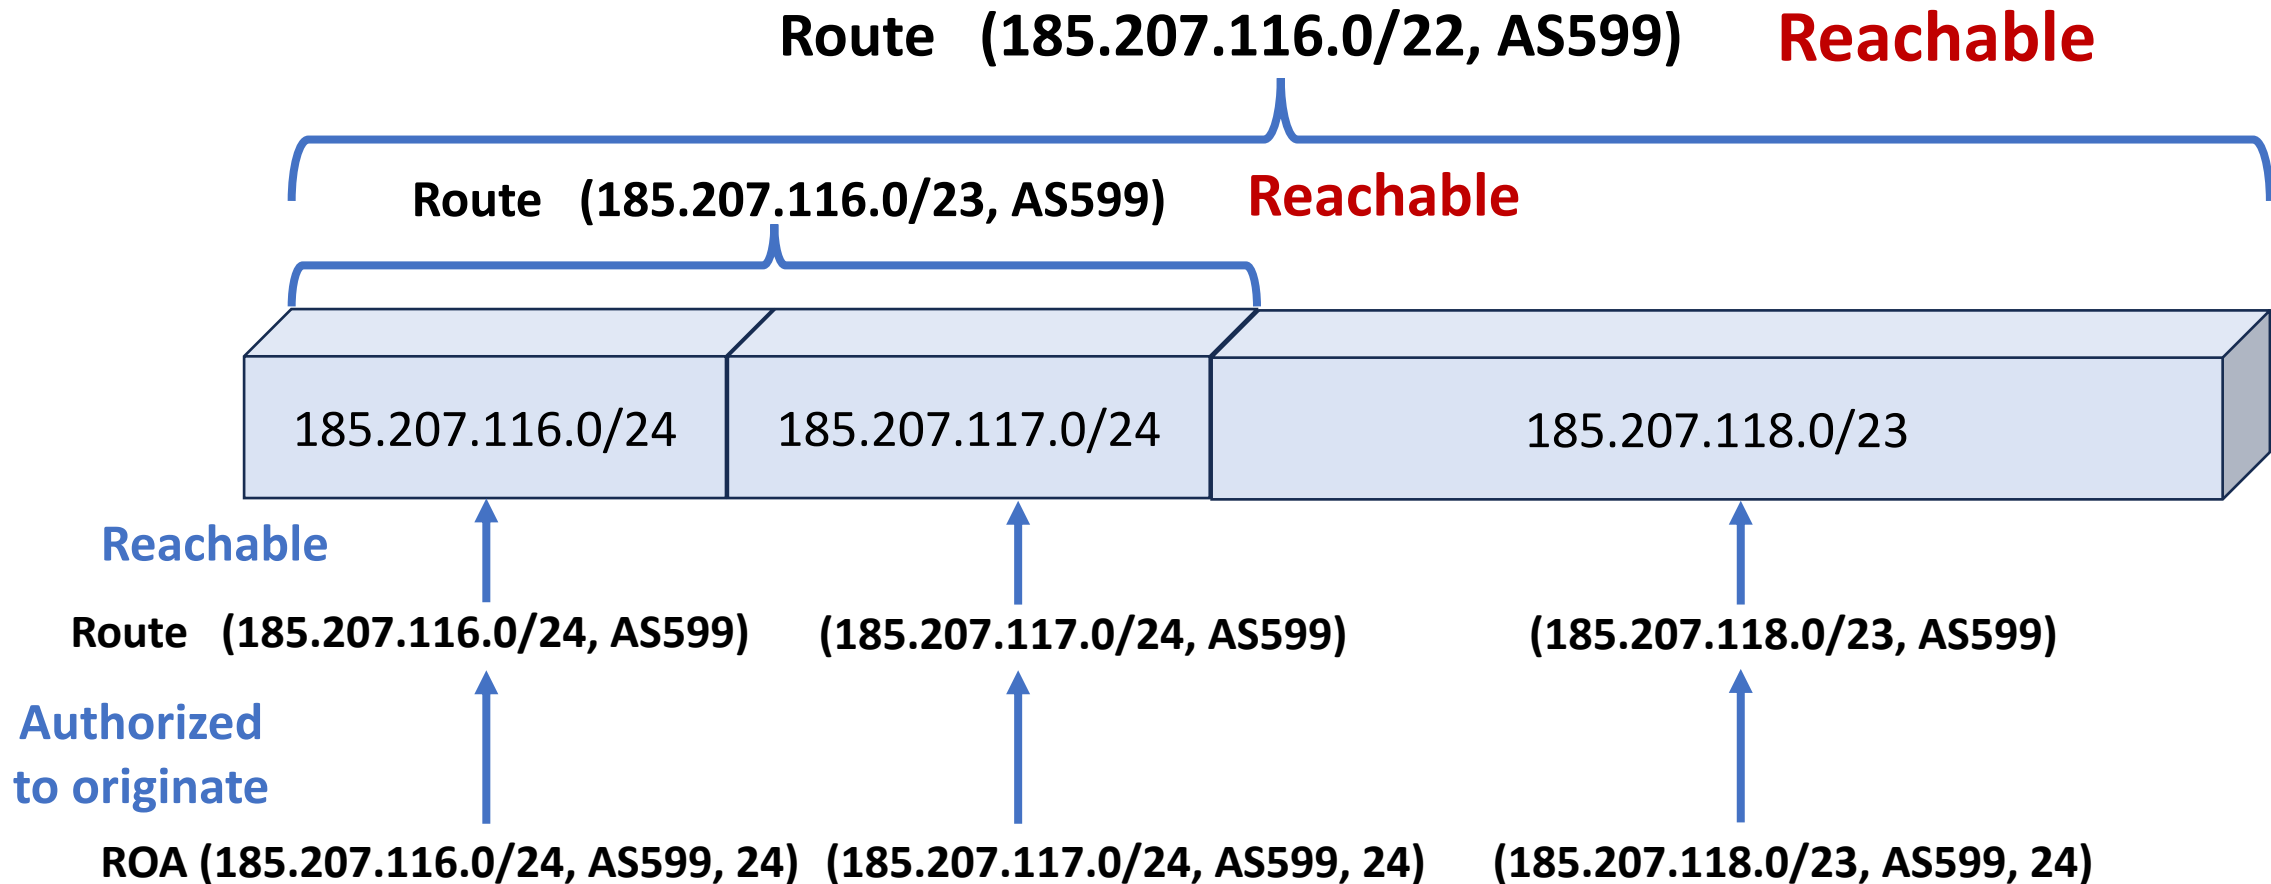 Route (185.207.116.0/22, AS599) Reachable
Route (185.207.116.0/23, AS599) Reachable
185.207.116.0/24 185.207.117.0/24 185.207.118.0/23
Reachable
Route (185.207.116.0/24, AS599) (185.207.117.0/24, AS599) (185.207.118.0/23, AS599)
Authorized
to originate
ROA (185.207.116.0/24, AS599, 24) (185.207.117.0/24, AS599, 24) (185.207.118.0/23, AS599, 24)